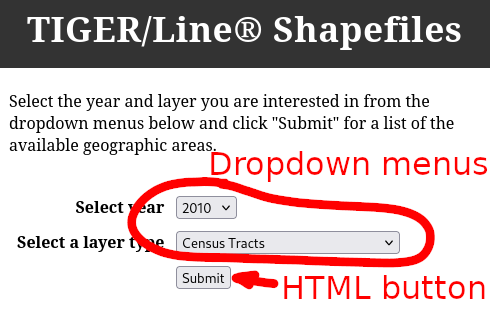 TIGER/Line® Shapefiles
Select the year and layer you are interested in from the
dropdown menus below and click "Submit" for a list of the
available geographic areas.
Dropdown menus
Select year 2010
Select a layer type Census Tracts
Submit
HTML button